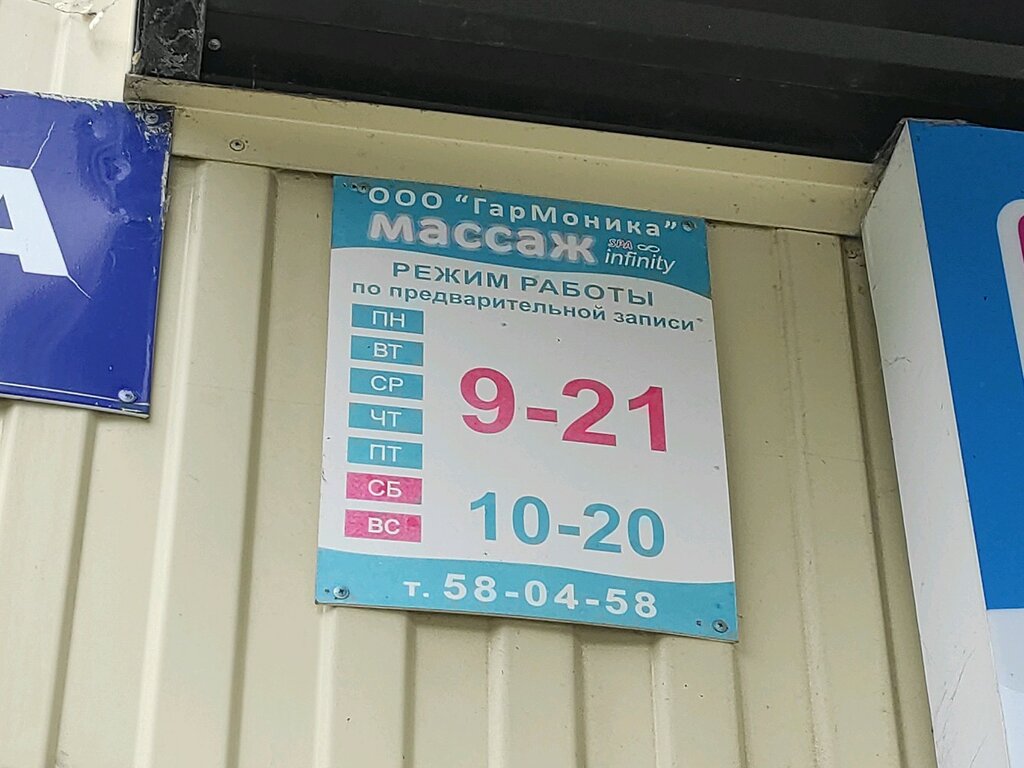 А
ООО "ГарМоника"
массаж SPA ∞ infinity
РЕЖИМ РАБОТЫ
по предварительной записи
ПН
ВТ
СР
ЧТ
ПТ
9-21
СБ
ВС
10-20
т. 58-04-58